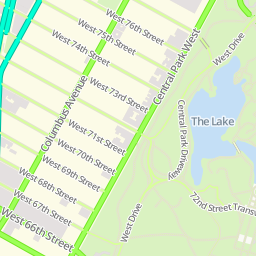 West 76th Street
West 75th Street
West 74th Street
West 73rd Street
West 71st Street
West 70th Street
West 69th Street
West 68th Street
West 67th Street
West 66th Street
Columbus Avenue
Central Park West
West Drive
The Lake
Central Park Driveway
72nd Street Transv
West Drive